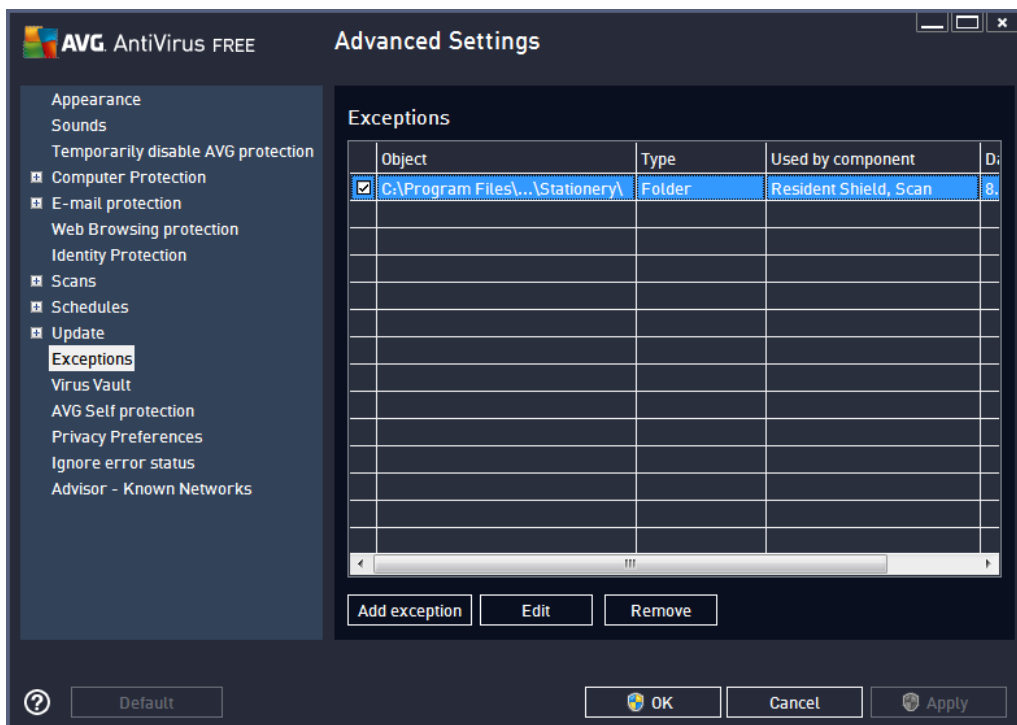 AVG. AntiVirus FREE
Advanced Settings
Appearance
Sounds
Temporarily disable AVG protection
Computer Protection
E-mail protection
Web Browsing protection
Identity Protection
Scans
Schedules
Update
Exceptions
Virus Vault
AVG Self protection
Privacy Preferences
Ignore error status
Advisor - Known Networks
Exceptions
Object Type Used by component
C:\Program Files\...\Stationery\ Folder Resident Shield, Scan 8.
Add exception Edit Remove
? Default OK Cancel Apply